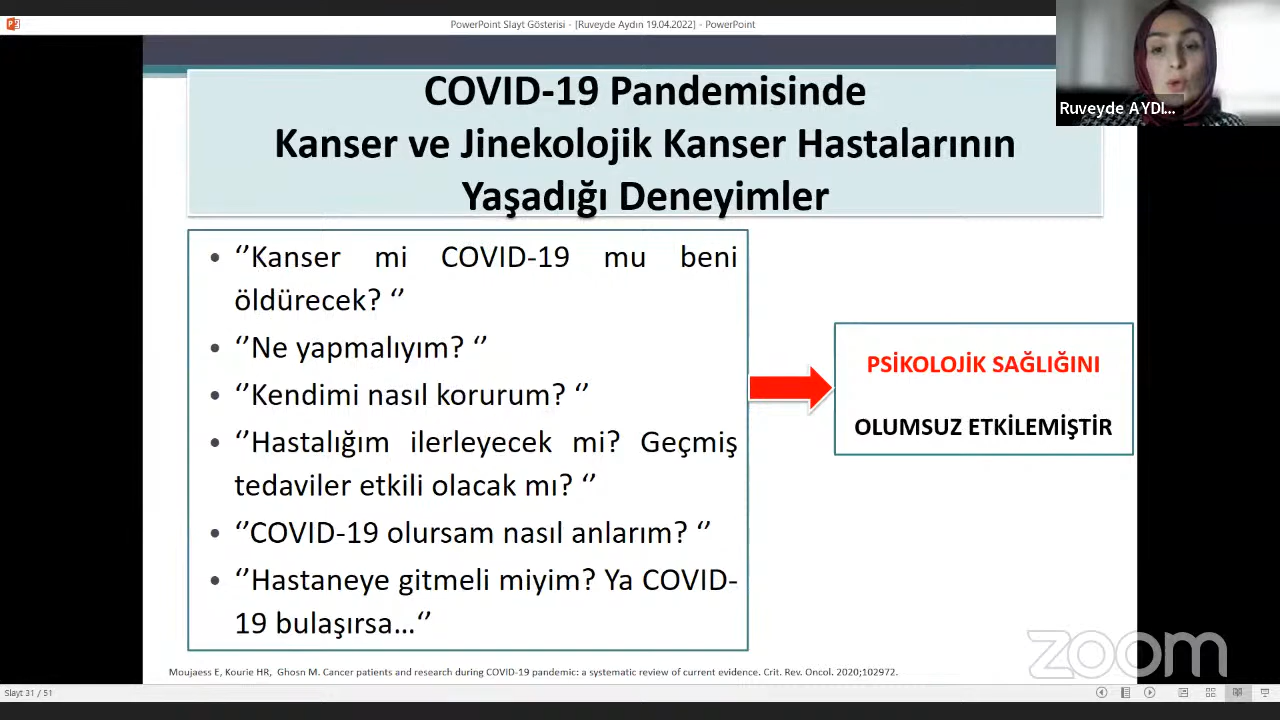 PowerPoint Slayt Gösterisi - [Ruveyde Aydın 19.04.2022] - PowerPoint
Ruveyde AYDI...
COVID-19 Pandemisinde
Kanser ve Jinekolojik Kanser Hastalarının
Yaşadığı Deneyimler
• ‘’Kanser mi COVID-19 mu beni
öldürecek? ‘’
• ‘’Ne yapmalıyım? ‘’
• ‘’Kendimi nasıl korurum? ‘’
• ‘’Hastalığım ilerleyecek mi? Geçmiş
tedaviler etkili olacak mı? ‘’
• ‘’COVID-19 olursam nasıl anlarım? ‘’
• ‘’Hastaneye gitmeli miyim? Ya COVID-
19 bulaşırsa…‘’
PSİKOLOJİK SAĞLIĞINI
OLUMSUZ ETKİLEMİŞTİR
Moujaess E, Kourie HR, Ghosn M. Cancer patients and research during COVID-19 pandemic: a systematic review of current evidence. Crit. Rev. Oncol. 2020;102972.
zoom
Slayt 31 / 51